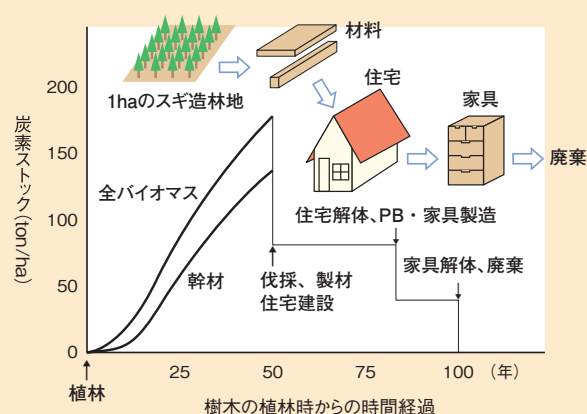 材料
1haのスギ造林地
住宅
家具
廃棄
炭素ストック(ton/ha)
200
150
100
50
0
全バイオマス
幹材
住宅解体、PB・家具製造
家具解体、廃棄
伐採、製材
住宅建設
25
50
75
100
(年)
植林
樹木の植林時からの時間経過